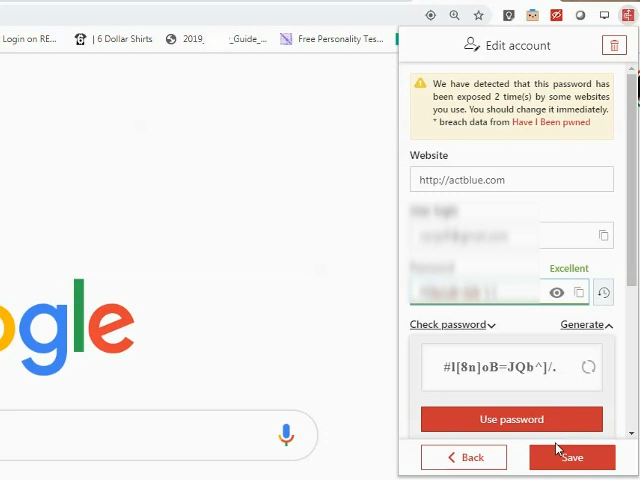 Edit account
Login on RE...
| 6 Dollar Shirts
2019_
_Guide_...
Free Personality Tes...
We have detected that this password has
been exposed 2 time(s) by some websites
you use. You should change it immediately.
* breach data from Have I Been pwned
Website
http://actblue.com
Excellent
Check password
Generate
#l[8n]oB=JQb^]/.
ogle
Use password
Back
Save